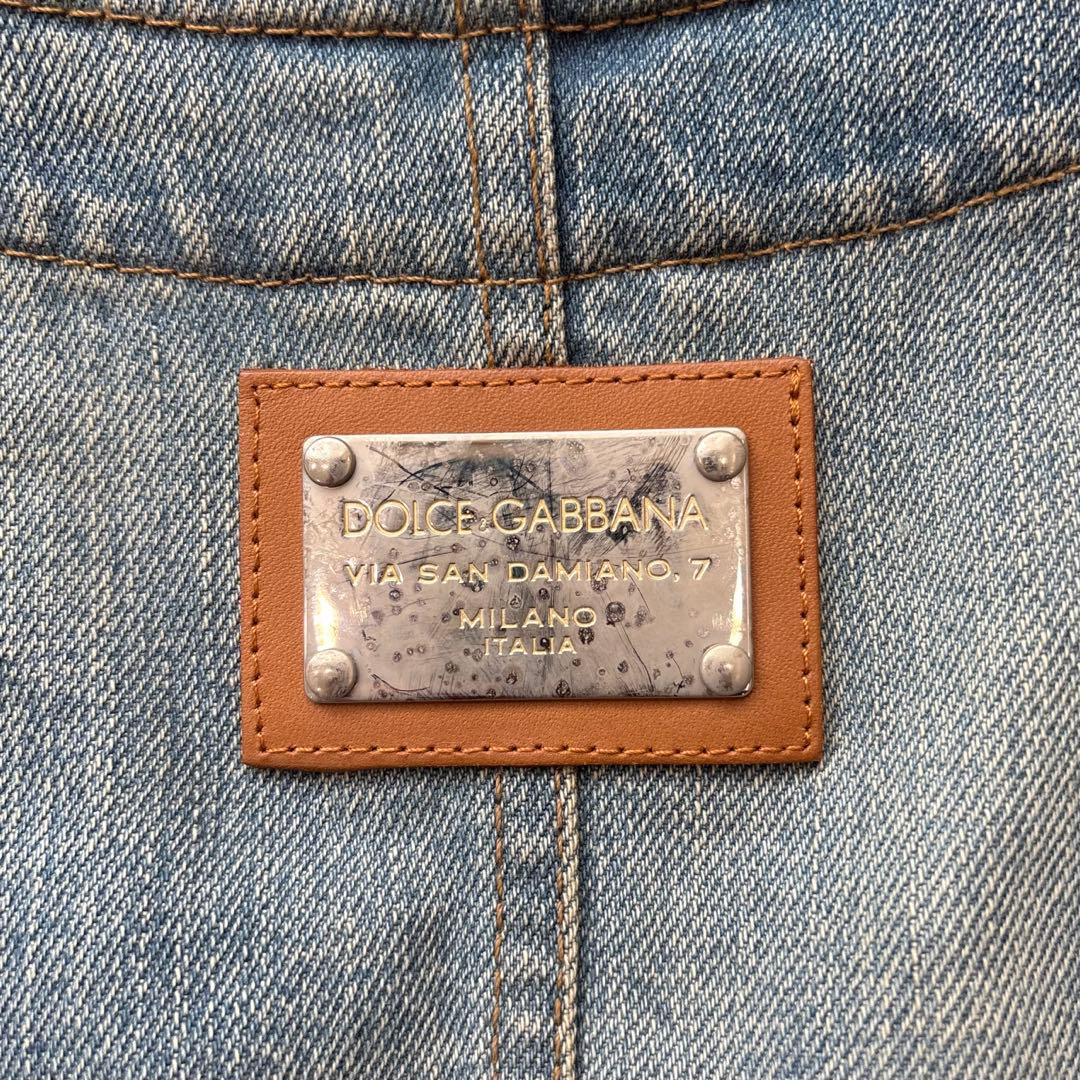 DOLCE & GABBANA
VIA SAN DAMIANO, 7
MILANO
ITALIA